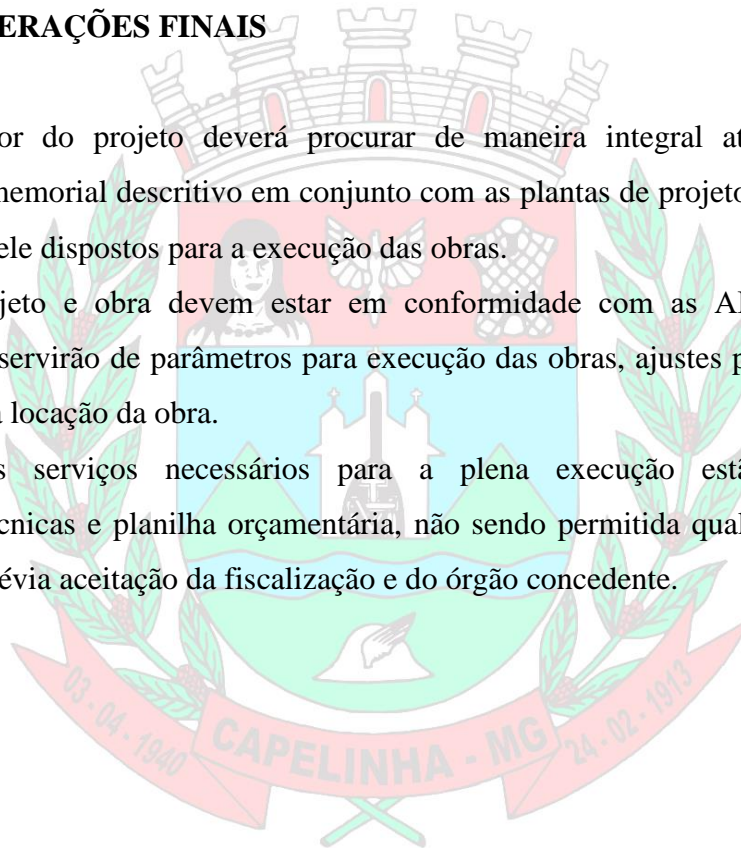 ERAÇÕES FINAIS
or do projeto deverá procurar de maneira integral at
memorial descritivo em conjunto com as plantas de projeto
ele dispostos para a execução das obras.
jeto e obra devem estar em conformidade com as A
servirão de parâmetros para execução das obras, ajustes p
a locação da obra.
s serviços necessários para a plena execução est
cnicas e planilha orçamentária, não sendo permitida qual
évia aceitação da fiscalização e do órgão concedente.
03-04-1940 CAPELINHA - MG 24-02-1913